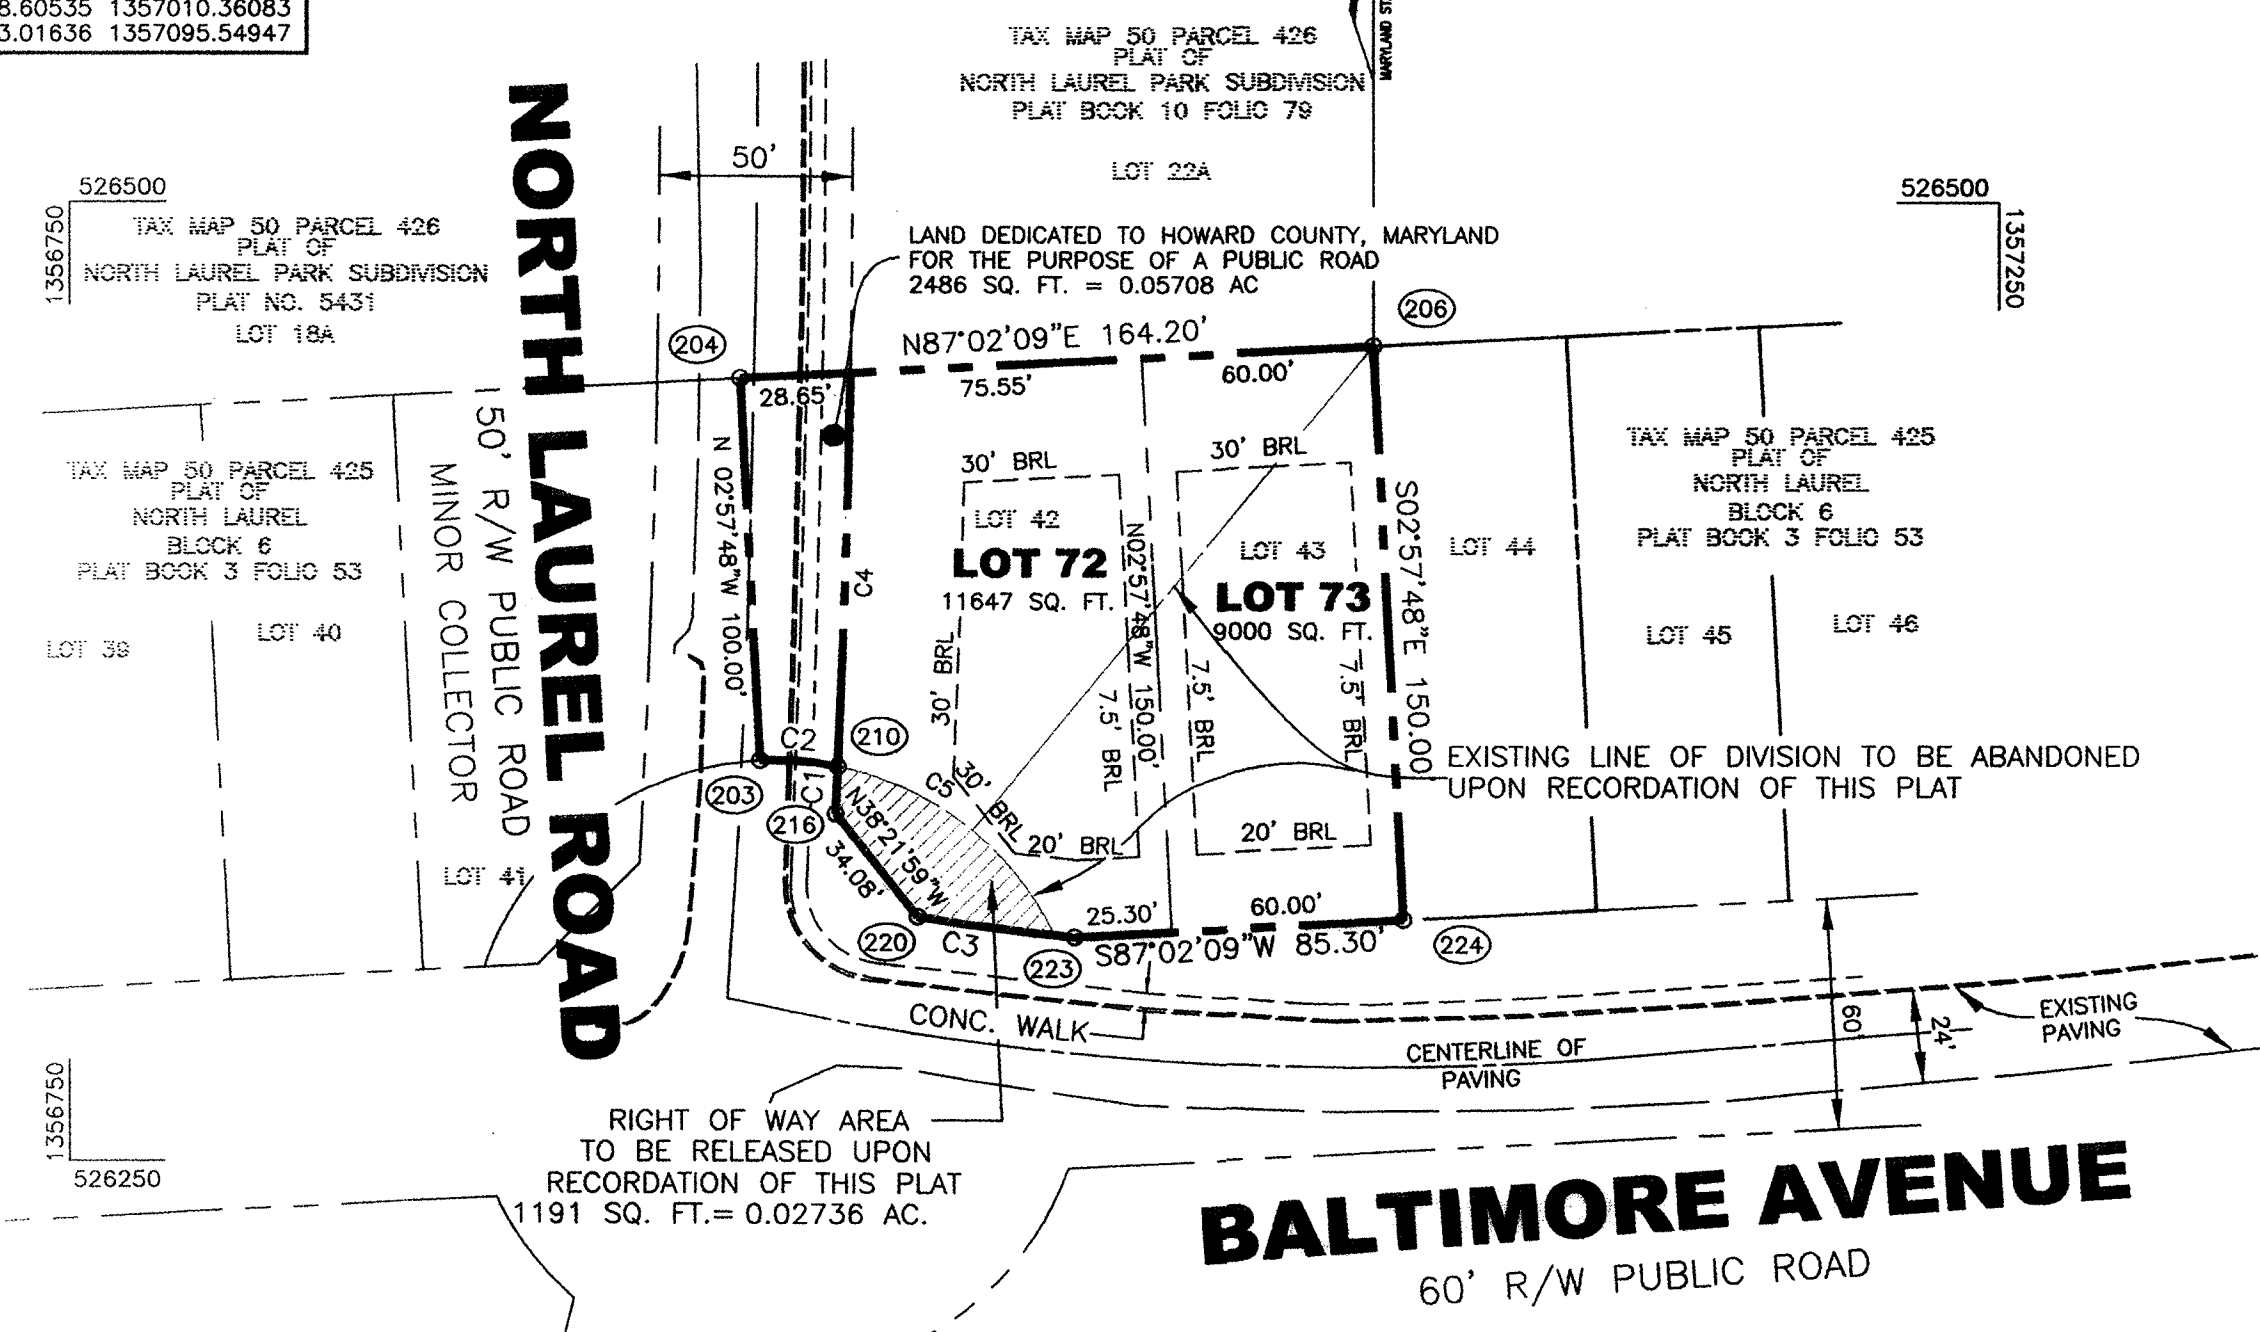 8.60535 1357010.36083
3.01636 1357095.54947
TAX MAP 50 PARCEL 426
PLAT OF
NORTH LAUREL PARK SUBDIVISION
PLAT BOOK 10 FOLIO 79
LOT 22A
MARYLAND ST
50'
526500
1356750
TAX MAP 50 PARCEL 426
PLAT OF
NORTH LAUREL PARK SUBDIVISION
PLAT NO. 5431
LOT 18A
NORTH LAUREL ROAD
50' R/W PUBLIC ROAD
MINOR COLLECTOR
LAND DEDICATED TO HOWARD COUNTY, MARYLAND
FOR THE PURPOSE OF A PUBLIC ROAD
2486 SQ. FT. = 0.05708 AC
526500
1357250
204
206
N87°02'09"E 164.20'
28.65'
75.55'
60.00'
TAX MAP 50 PARCEL 425
PLAT OF
NORTH LAUREL
BLOCK 6
PLAT BOOK 3 FOLIO 53
LOT 39
LOT 40
LOT 41
N 02°57'48"W 100.00'
C4
30' BRL
LOT 42
LOT 72
11647 SQ. FT.
30' BRL
7.5' BRL
N02°57'48"W 150.00'
30' BRL
LOT 43
LOT 73
9000 SQ. FT.
7.5' BRL
7.5' BRL
S02°57'48"E 150.00
LOT 44
TAX MAP 50 PARCEL 425
PLAT OF
NORTH LAUREL
BLOCK 6
PLAT BOOK 3 FOLIO 53
LOT 45
LOT 46
C2
210
203
C1
216
C5
30' BRL
20' BRL
20' BRL
EXISTING LINE OF DIVISION TO BE ABANDONED
UPON RECORDATION OF THIS PLAT
N38°21'59"W
34.08'
25.30'
60.00'
220
C3
223
S87°02'09"W 85.30'
224
CONC. WALK
CENTERLINE OF
PAVING
60'
24'
EXISTING
PAVING
1356750
526250
RIGHT OF WAY AREA
TO BE RELEASED UPON
RECORDATION OF THIS PLAT
1191 SQ. FT.= 0.02736 AC.
BALTIMORE AVENUE
60' R/W PUBLIC ROAD